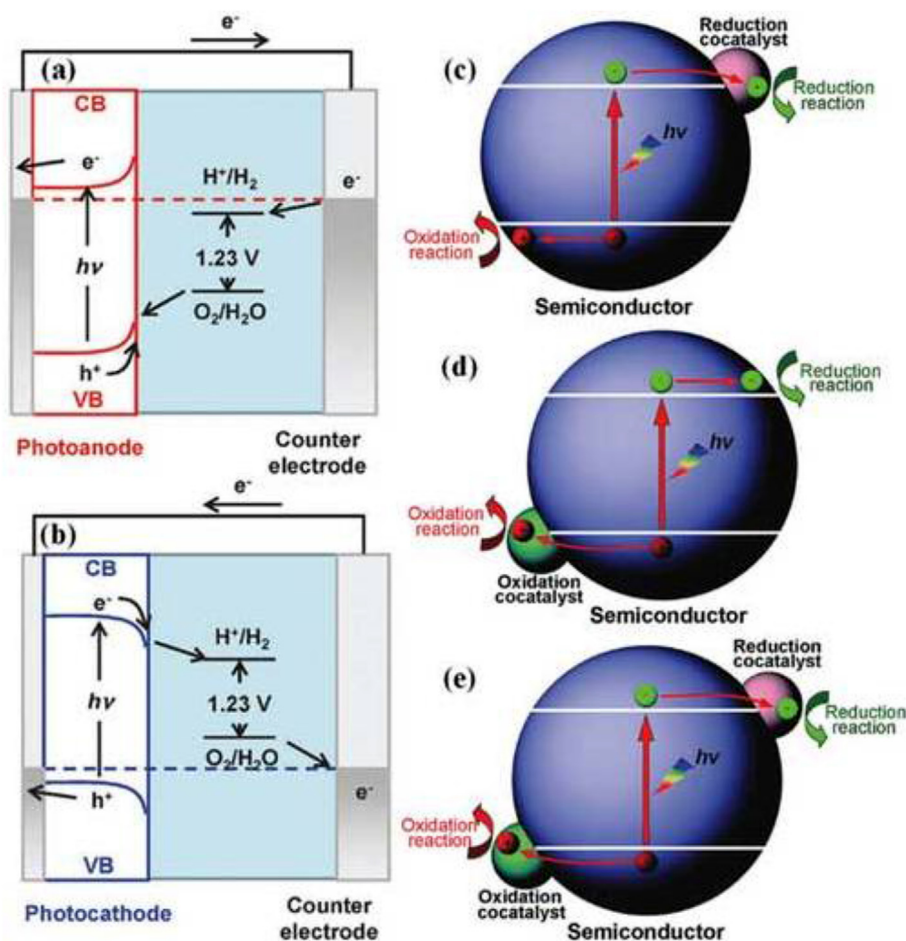 e⁻
(a)
CB
e⁻
H⁺/H₂
e⁻
hν
1.23 V
O₂/H₂O
h⁺
VB
Photoanode
Counter
electrode
e⁻
(b)
CB
e⁻
H⁺/H₂
hν
1.23 V
O₂/H₂O
h⁺
e⁻
VB
Photocathode
Counter
electrode
(c)
Reduction
cocatalyst
-
-
Reduction
reaction
hν
Oxidation
reaction
+
+
Semiconductor
(d)
-
-
Reduction
reaction
hν
Oxidation
reaction
+
+
Oxidation
cocatalyst
Semiconductor
(e)
Reduction
cocatalyst
-
-
Reduction
reaction
hν
Oxidation
reaction
+
+
Oxidation
cocatalyst
Semiconductor